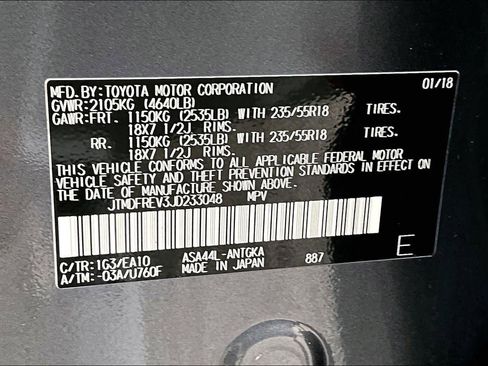 MFD. BY: TOYOTA MOTOR CORPORATION 01/18
GVWR: 2105KG (4640LB)
GAWR: FRT. 1150KG (2535LB) WITH 235/55R18 TIRES.
18X7 1/2J RIMS.
RR. 1150KG (2535LB) WITH 235/55R18 TIRES.
18X7 1/2J RIMS.
THIS VEHICLE CONFORMS TO ALL APPLICABLE FEDERAL MOTOR
VEHICLE SAFETY AND THEFT PREVENTION STANDARDS IN EFFECT ON
THE DATE OF MANUFACTURE SHOWN ABOVE.
JTMDFREV3JD233048 MPV
C/TR: 1G3/EA10 ASA44L-ANTGKA
A/TM: -03A/U760F MADE IN JAPAN 887 E